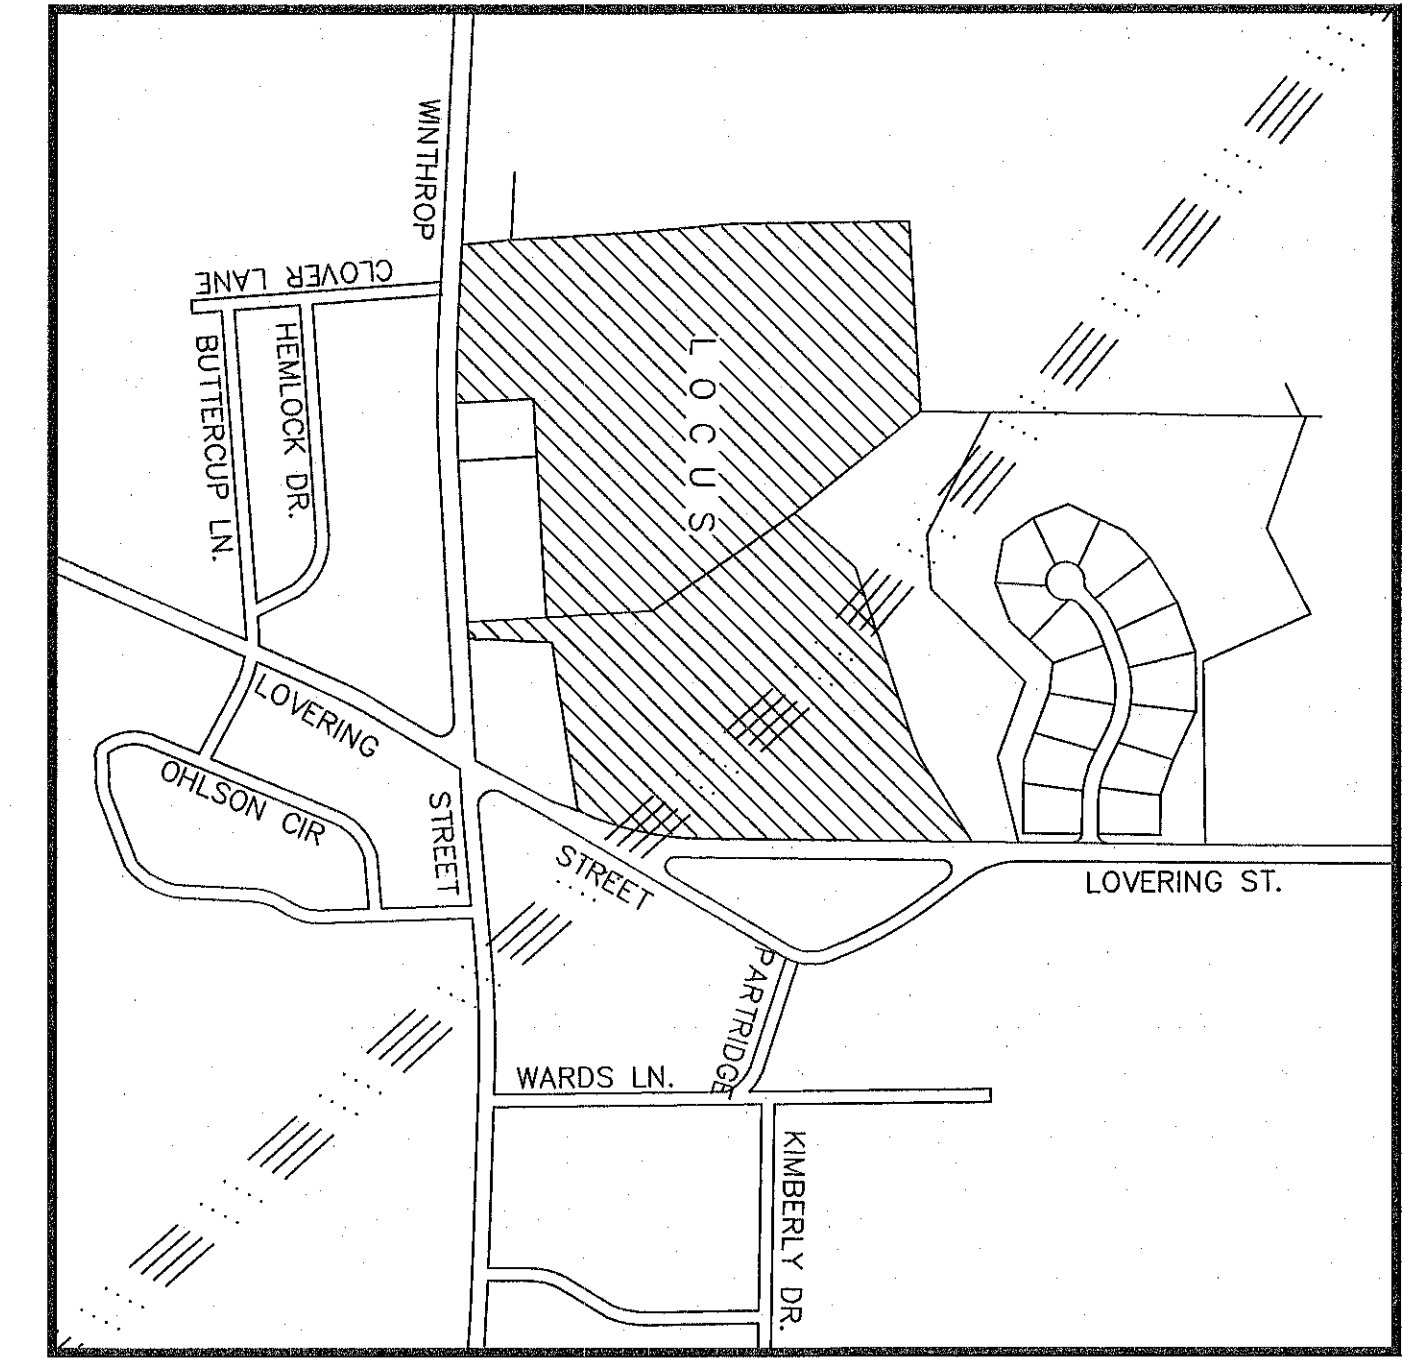 WINTHROP
CLOVER LANE
HEMLOCK DR.
BUTTERCUP LN.
LOCUS
LOVERING
OHLSON CIR
STREET
STREET
LOVERING ST.
PARTRIDGE
WARDS LN.
KIMBERLY DR.